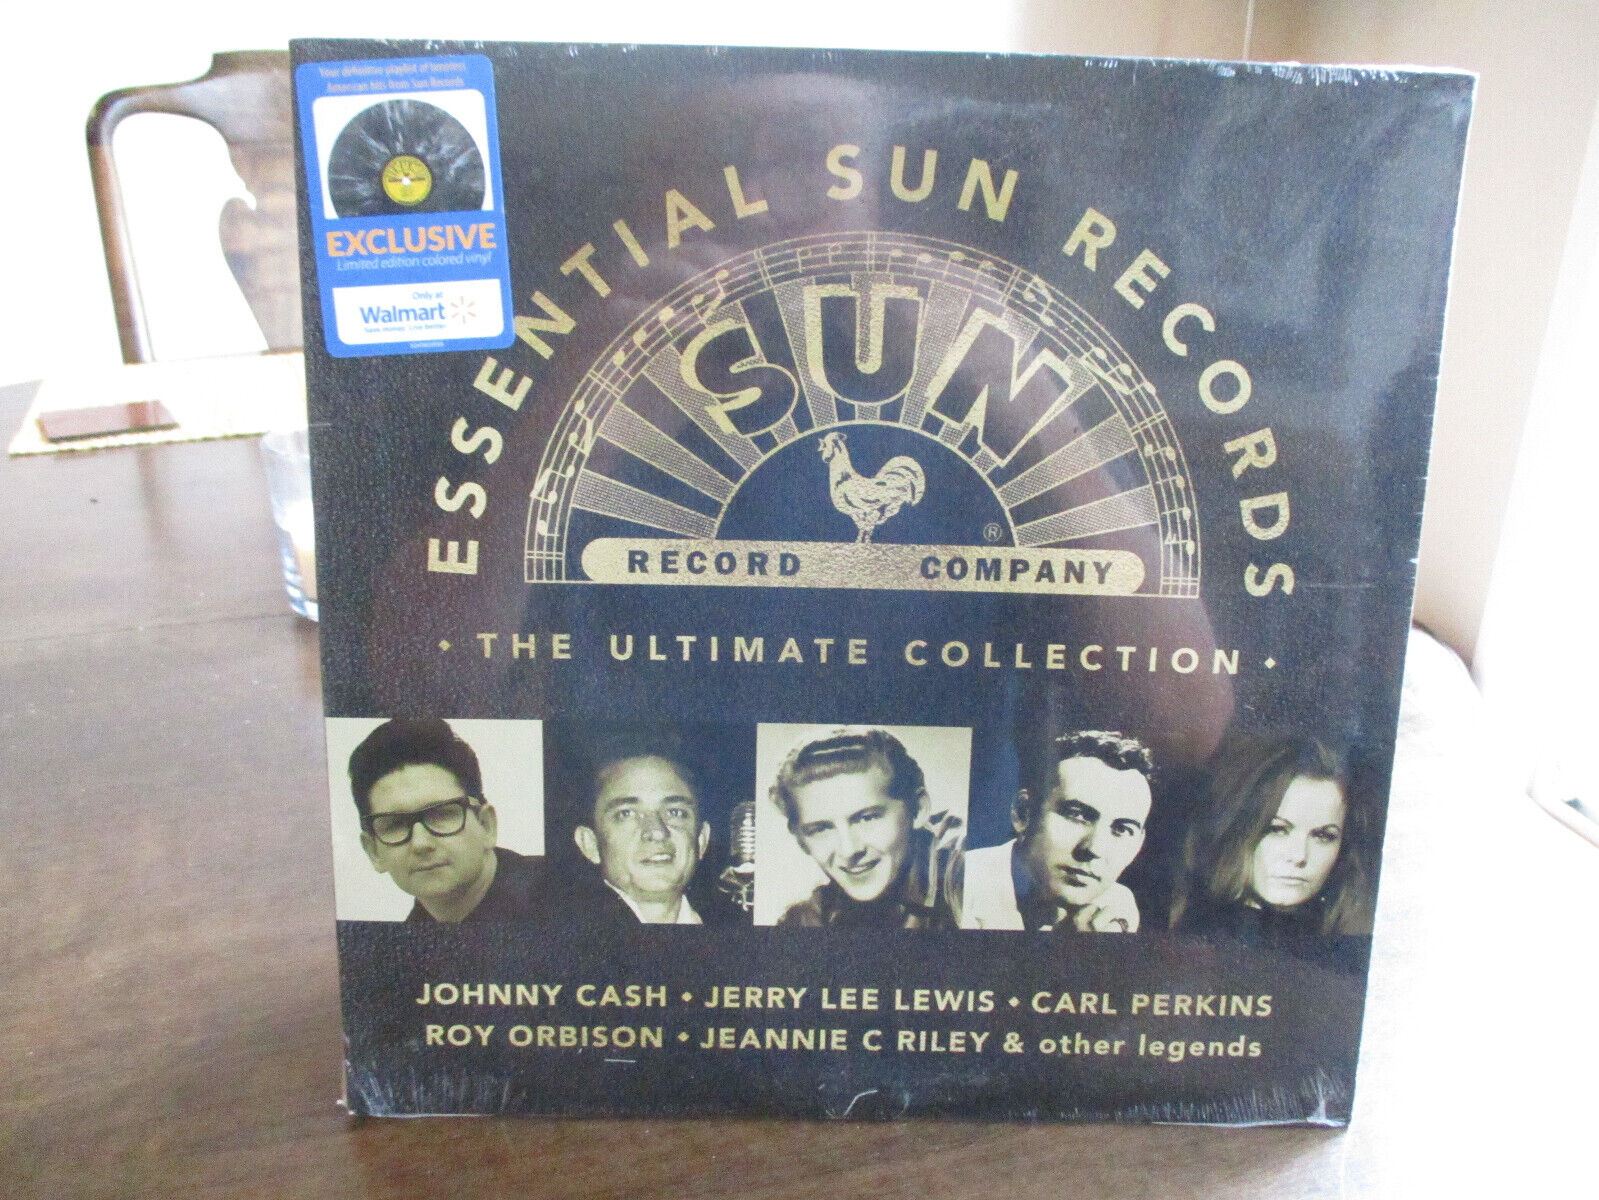 Your definitive playlist of timeless
American hits from Sun Records
EXCLUSIVE
Limited edition colored vinyl
Only at
Walmart
Save money. Live better.
ESSENTIAL SUN RECORDS
SUN
RECORD COMPANY
®
• THE ULTIMATE COLLECTION •
JOHNNY CASH • JERRY LEE LEWIS • CARL PERKINS
ROY ORBISON • JEANNIE C RILEY & other legends